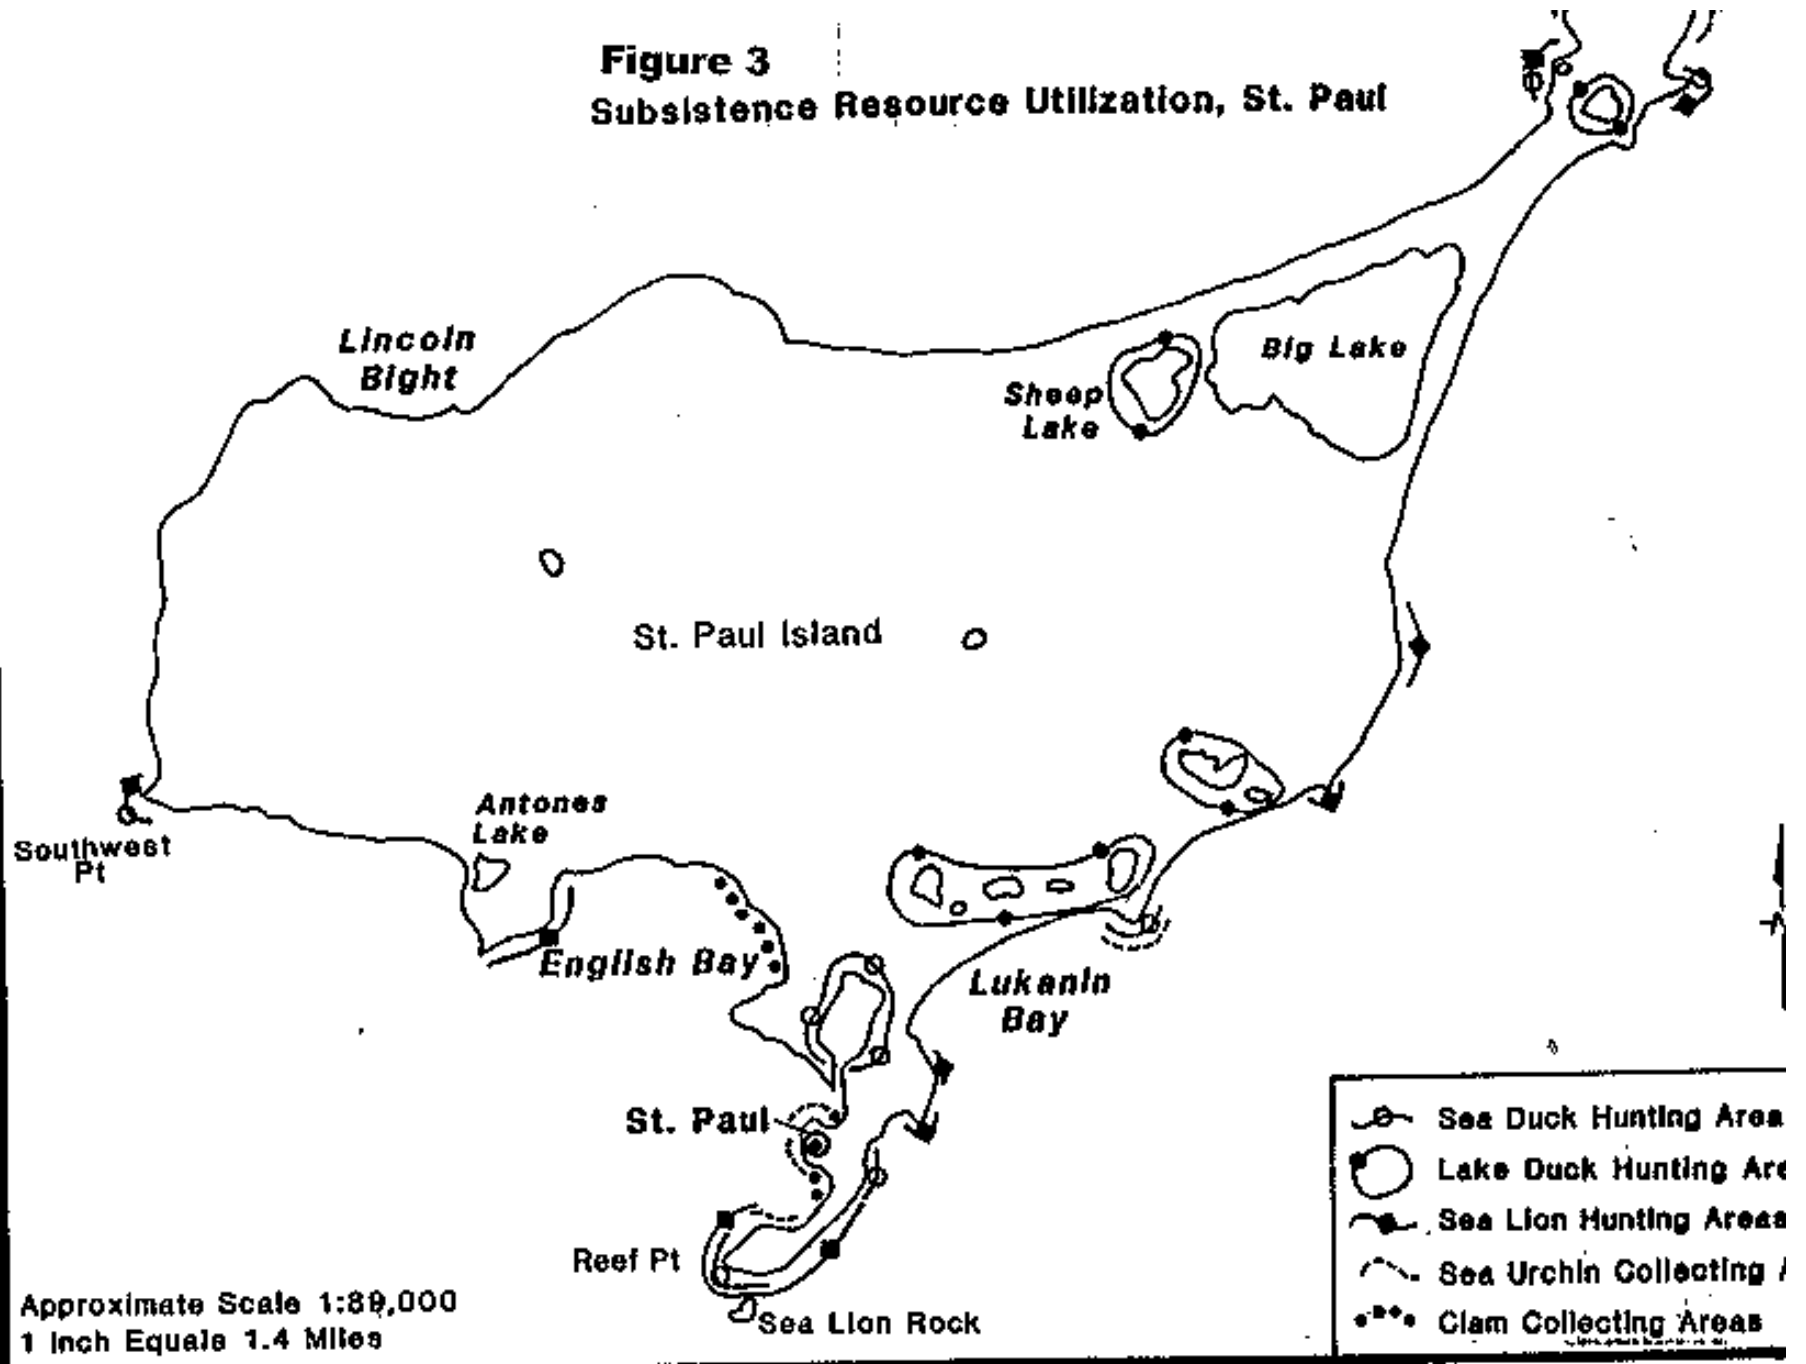 Figure 3
Subsistence Resource Utilization, St. Paul
Lincoln
Bight
Big Lake
Sheep
Lake
St. Paul Island
Antones
Lake
Southwest
Pt
English Bay
Lukanin
Bay
St. Paul
Reef Pt
Sea Lion Rock
Sea Duck Hunting Area
Lake Duck Hunting Are
Sea Lion Hunting Areas
Sea Urchin Collecting
Clam Collecting Areas
Approximate Scale 1:89,000
1 Inch Equals 1.4 Miles